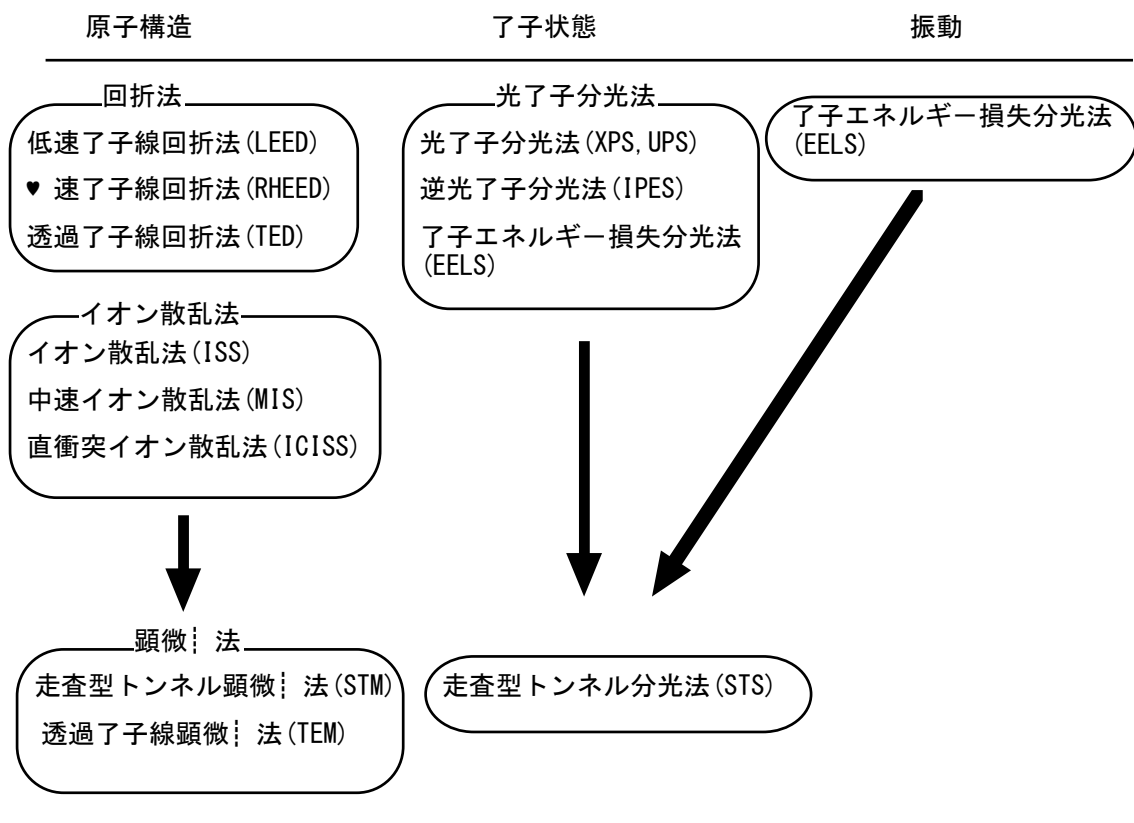 原子構造
了子状態
振動
回折法
低速了子線回折法(LEED)
♥ 速了子線回折法(RHEED)
透過了子線回折法(TED)
イオン散乱法
イオン散乱法(ISS)
中速イオン散乱法(MIS)
直衝突イオン散乱法(ICISS)
顕微┆ 法
走査型トンネル顕微┆ 法(STM)
透過了子線顕微┆ 法(TEM)
光了子分光法
光了子分光法(XPS,UPS)
逆光了子分光法(IPES)
了子エネルギー損失分光法
(EELS)
走査型トンネル分光法(STS)
了子エネルギー損失分光法
(EELS)